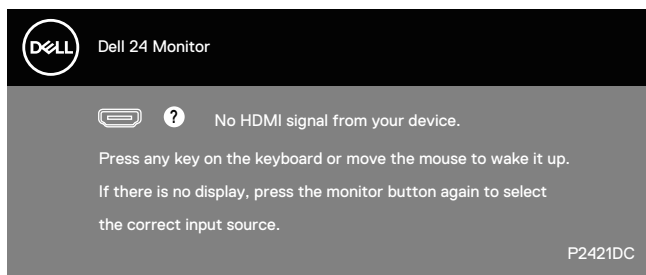 DELL
Dell 24 Monitor
? No HDMI signal from your device.
Press any key on the keyboard or move the mouse to wake it up.
If there is no display, press the monitor button again to select
the correct input source.
P2421DC